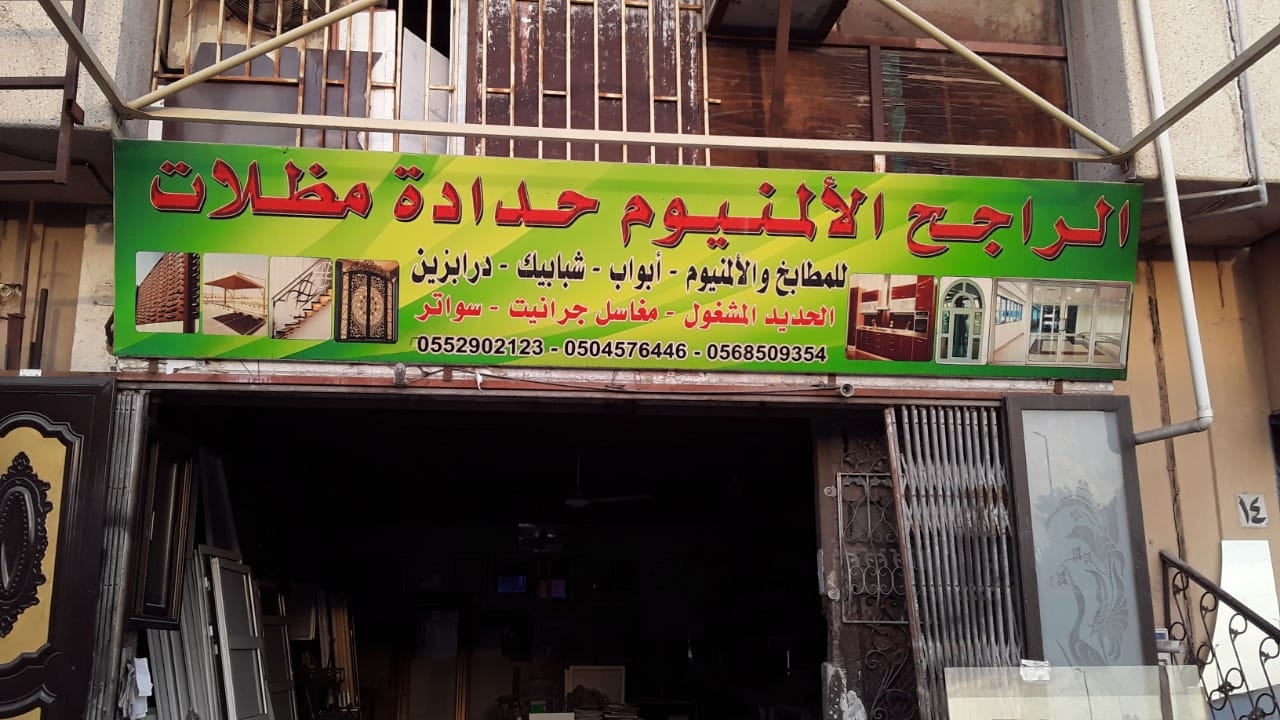 الراجح الألمنيوم حدادة مظلات
للمطابخ والألمنيوم - أبواب - شبابيك - درابزين
الحديد المشغول - مغاسل جرانيت - سواتر
0552902123 - 0504576446 - 0568509354
١٤